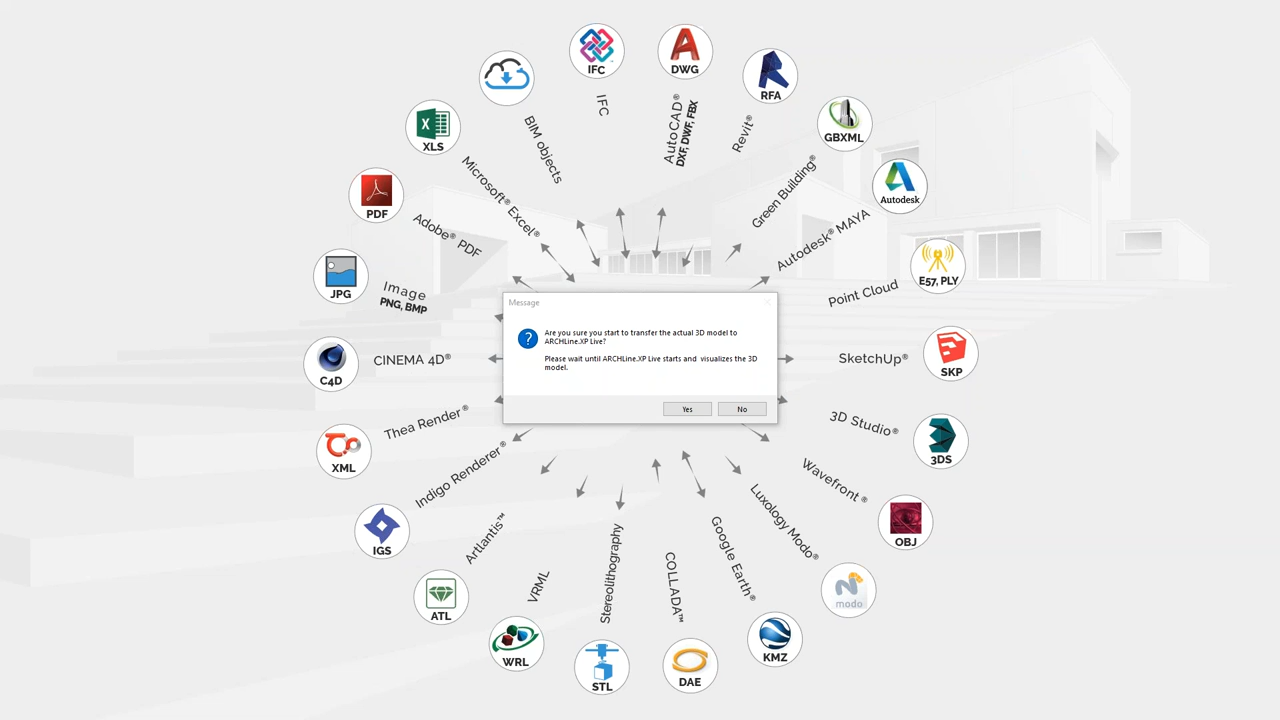 IFC
IFC
DWG
AutoCAD®
DXF, DWF, FBX
RFA
Revit®
GBXML
Green Building®
Autodesk
Autodesk® MAYA
E57, PLY
Point Cloud
SKP
SketchUp®
3DS
3D Studio®
OBJ
Wavefront®
modo
Luxology Modo®
KMZ
Google Earth®
DAE
COLLADA™
STL
Stereolithography
WRL
VRML
ATL
Artlantis™
IGS
Indigo Renderer®
XML
Thea Render®
C4D
CINEMA 4D®
JPG
Image
PNG, BMP
PDF
Adobe® PDF
XLS
Microsoft® Excel®
BIM objects
Message
Are you sure you start to transfer the actual 3D model to
ARCHLine.XP Live?
Please wait until ARCHLine.XP Live starts and visualizes the 3D
model.
Yes
No